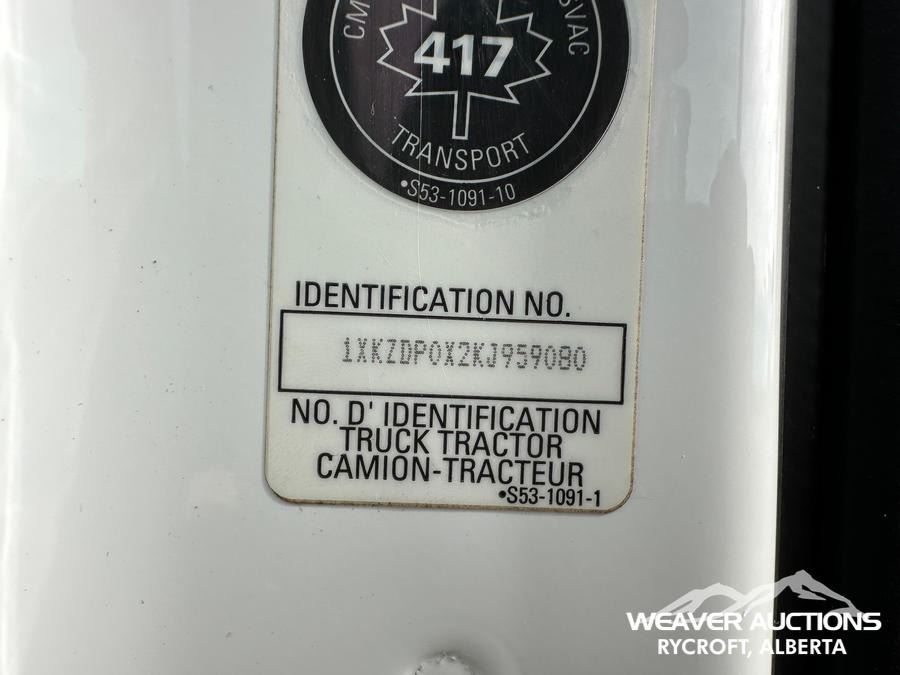 417
TRANSPORT
•S53-1091-10
IDENTIFICATION NO.
1XKZDP0X2KJ959080
NO. D' IDENTIFICATION
TRUCK TRACTOR
CAMION-TRACTEUR
•S53-1091-1
WEAVER AUCTIONS
RYCROFT, ALBERTA